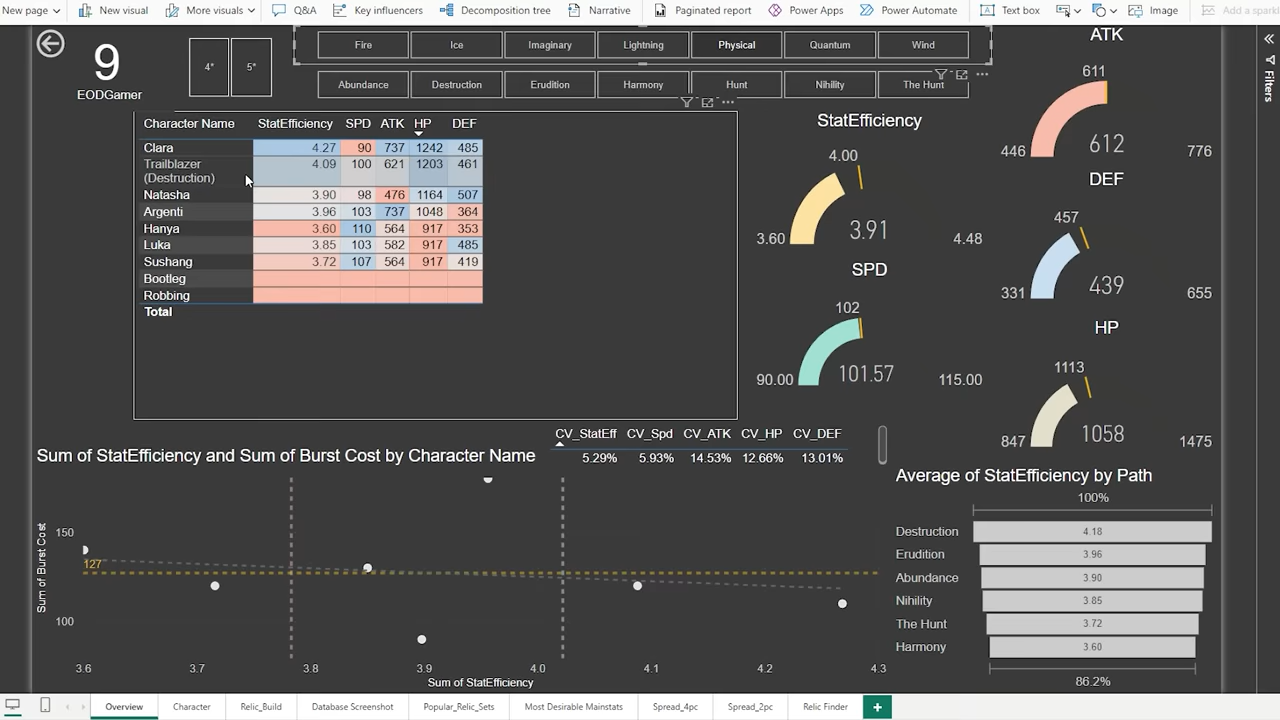 New page New visual More visuals Q&A Key influencers Decomposition tree Narrative Paginated report Power Apps Power Automate Text box Image Add a spark
9
EODGamer
4* 5*
Fire Ice Imaginary Lightning Physical Quantum Wind
Abundance Destruction Erudition Harmony Hunt Nihility The Hunt
Character Name StatEfficiency SPD ATK HP DEF
Clara 4.27 90 737 1242 485
Trailblazer (Destruction) 4.09 100 621 1203 461
Natasha 3.90 98 476 1164 507
Argenti 3.96 103 737 1048 364
Hanya 3.60 110 564 917 353
Luka 3.85 103 582 917 485
Sushang 3.72 107 564 917 419
Bootleg
Robbing
Total
StatEfficiency
4.00
3.60 3.91 4.48
SPD
102
90.00 101.57 115.00
ATK
611
446 612 776
DEF
457
331 439 655
HP
1113
847 1058 1475
Filters
CV_StatEff CV_Spd CV_ATK CV_HP CV_DEF
5.29% 5.93% 14.53% 12.66% 13.01%
Sum of StatEfficiency and Sum of Burst Cost by Character Name
Sum of Burst Cost
150
127
100
3.6 3.7 3.8 3.9 4.0 4.1 4.2 4.3
Sum of StatEfficiency
Average of StatEfficiency by Path
100%
Destruction 4.18
Erudition 3.96
Abundance 3.90
Nihility 3.85
The Hunt 3.72
Harmony 3.60
86.2%
Overview Character Relic_Build Database Screenshot Popular_Relic_Sets Most Desirable Mainstats Spread_4pc Spread_2pc Relic Finder +